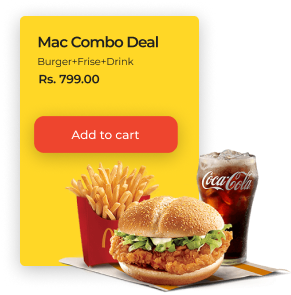 Mac Combo Deal
Burger+Frise+Drink
Rs. 799.00
Add to cart
Coca-Cola